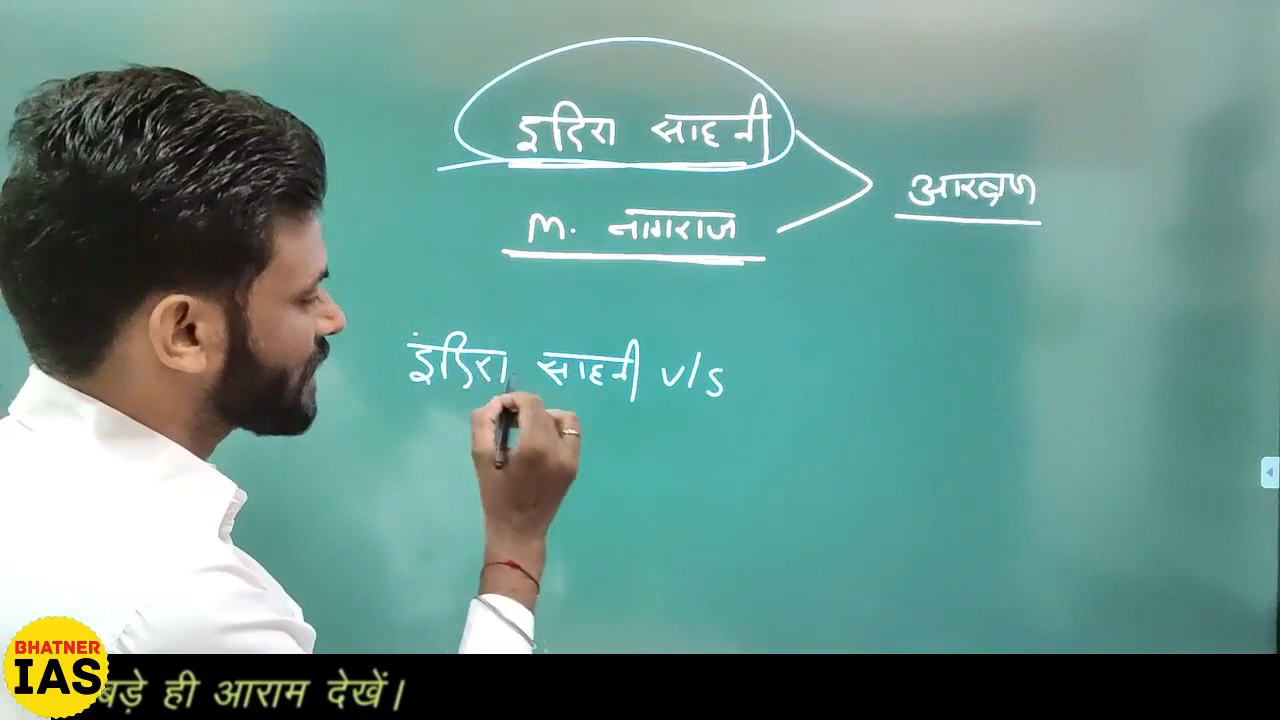 इंदिरा साहनी
आरक्षण
M. नागराज
इंदिरा साहनी v/s
BHATNER
IAS
बड़े ही आराम देखें।